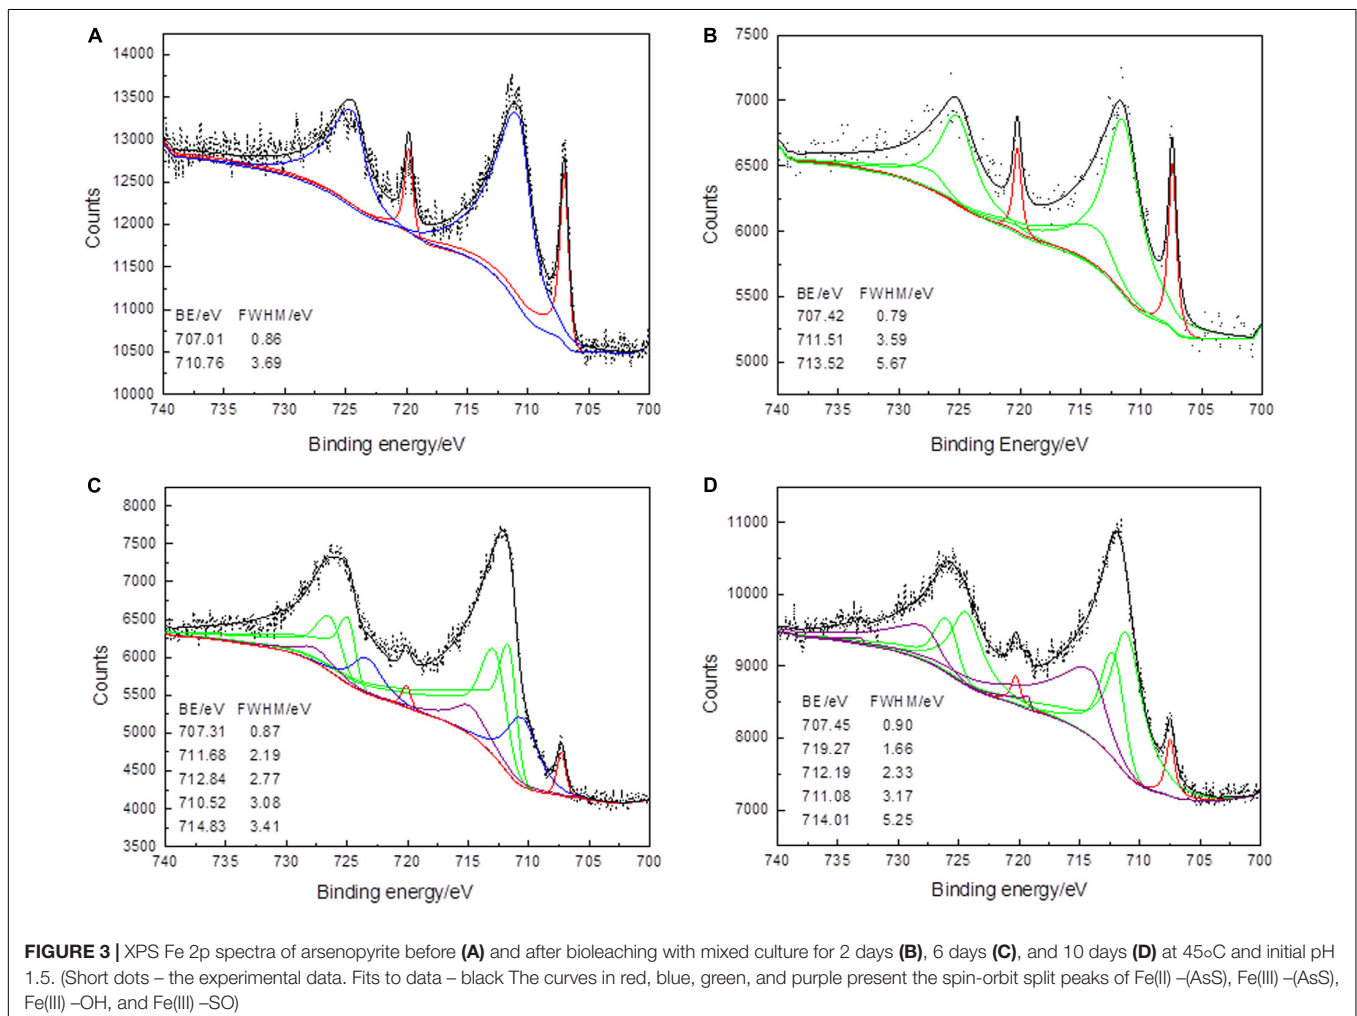 A
14000
13500
13000
12500
12000
11500
11000
10500
10000
Counts
BE/eV FWHM/eV
707.01 0.86
710.76 3.69
740 735 730 725 720 715 710 705 700
Binding energy/eV
B
7500
7000
6500
6000
5500
5000
Counts
BE/eV FWHM/eV
707.42 0.79
711.51 3.59
713.52 5.67
740 735 730 725 720 715 710 705 700
Binding Energy/eV
C
8000
7500
7000
6500
6000
5500
5000
4500
4000
3500
Counts
BE/eV FWHM/eV
707.31 0.87
711.68 2.19
712.84 2.77
710.52 3.08
714.83 3.41
740 735 730 725 720 715 710 705 700
Binding energy/eV
D
11000
10000
9000
8000
7000
Counts
BE/eV FWHM/eV
707.45 0.90
719.27 1.66
712.19 2.33
711.08 3.17
714.01 5.25
740 735 730 725 720 715 710 705 700
Binding energy/eV
FIGURE 3 | XPS Fe 2p spectra of arsenopyrite before (A) and after bioleaching with mixed culture for 2 days (B), 6 days (C), and 10 days (D) at 45oC and initial pH
1.5. (Short dots – the experimental data. Fits to data – black The curves in red, blue, green, and purple present the spin-orbit split peaks of Fe(II) –(AsS), Fe(III) –(AsS),
Fe(III) –OH, and Fe(III) –SO)